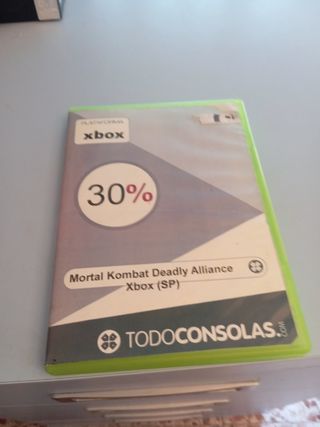 PLATAFORMA
xbox
30%
Mortal Kombat Deadly Alliance
Xbox (SP)
TODOCONSOLAS.COM